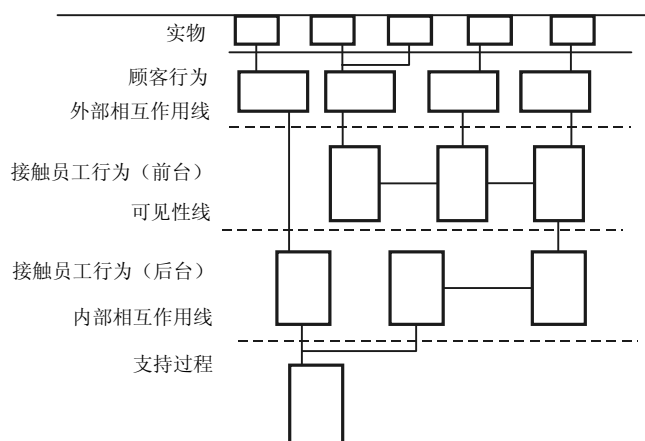 实物
顾客行为
外部相互作用线
接触员工行为（前台）
可见性线
接触员工行为（后台）
内部相互作用线
支持过程